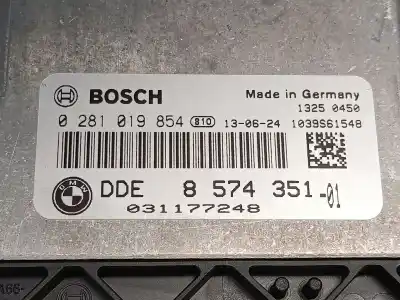 BOSCH
Made in Germany
1325 0450
0 281 019 854 810 13-06-24 1039S61548
BMW
DDE 8 574 351-01
031177248